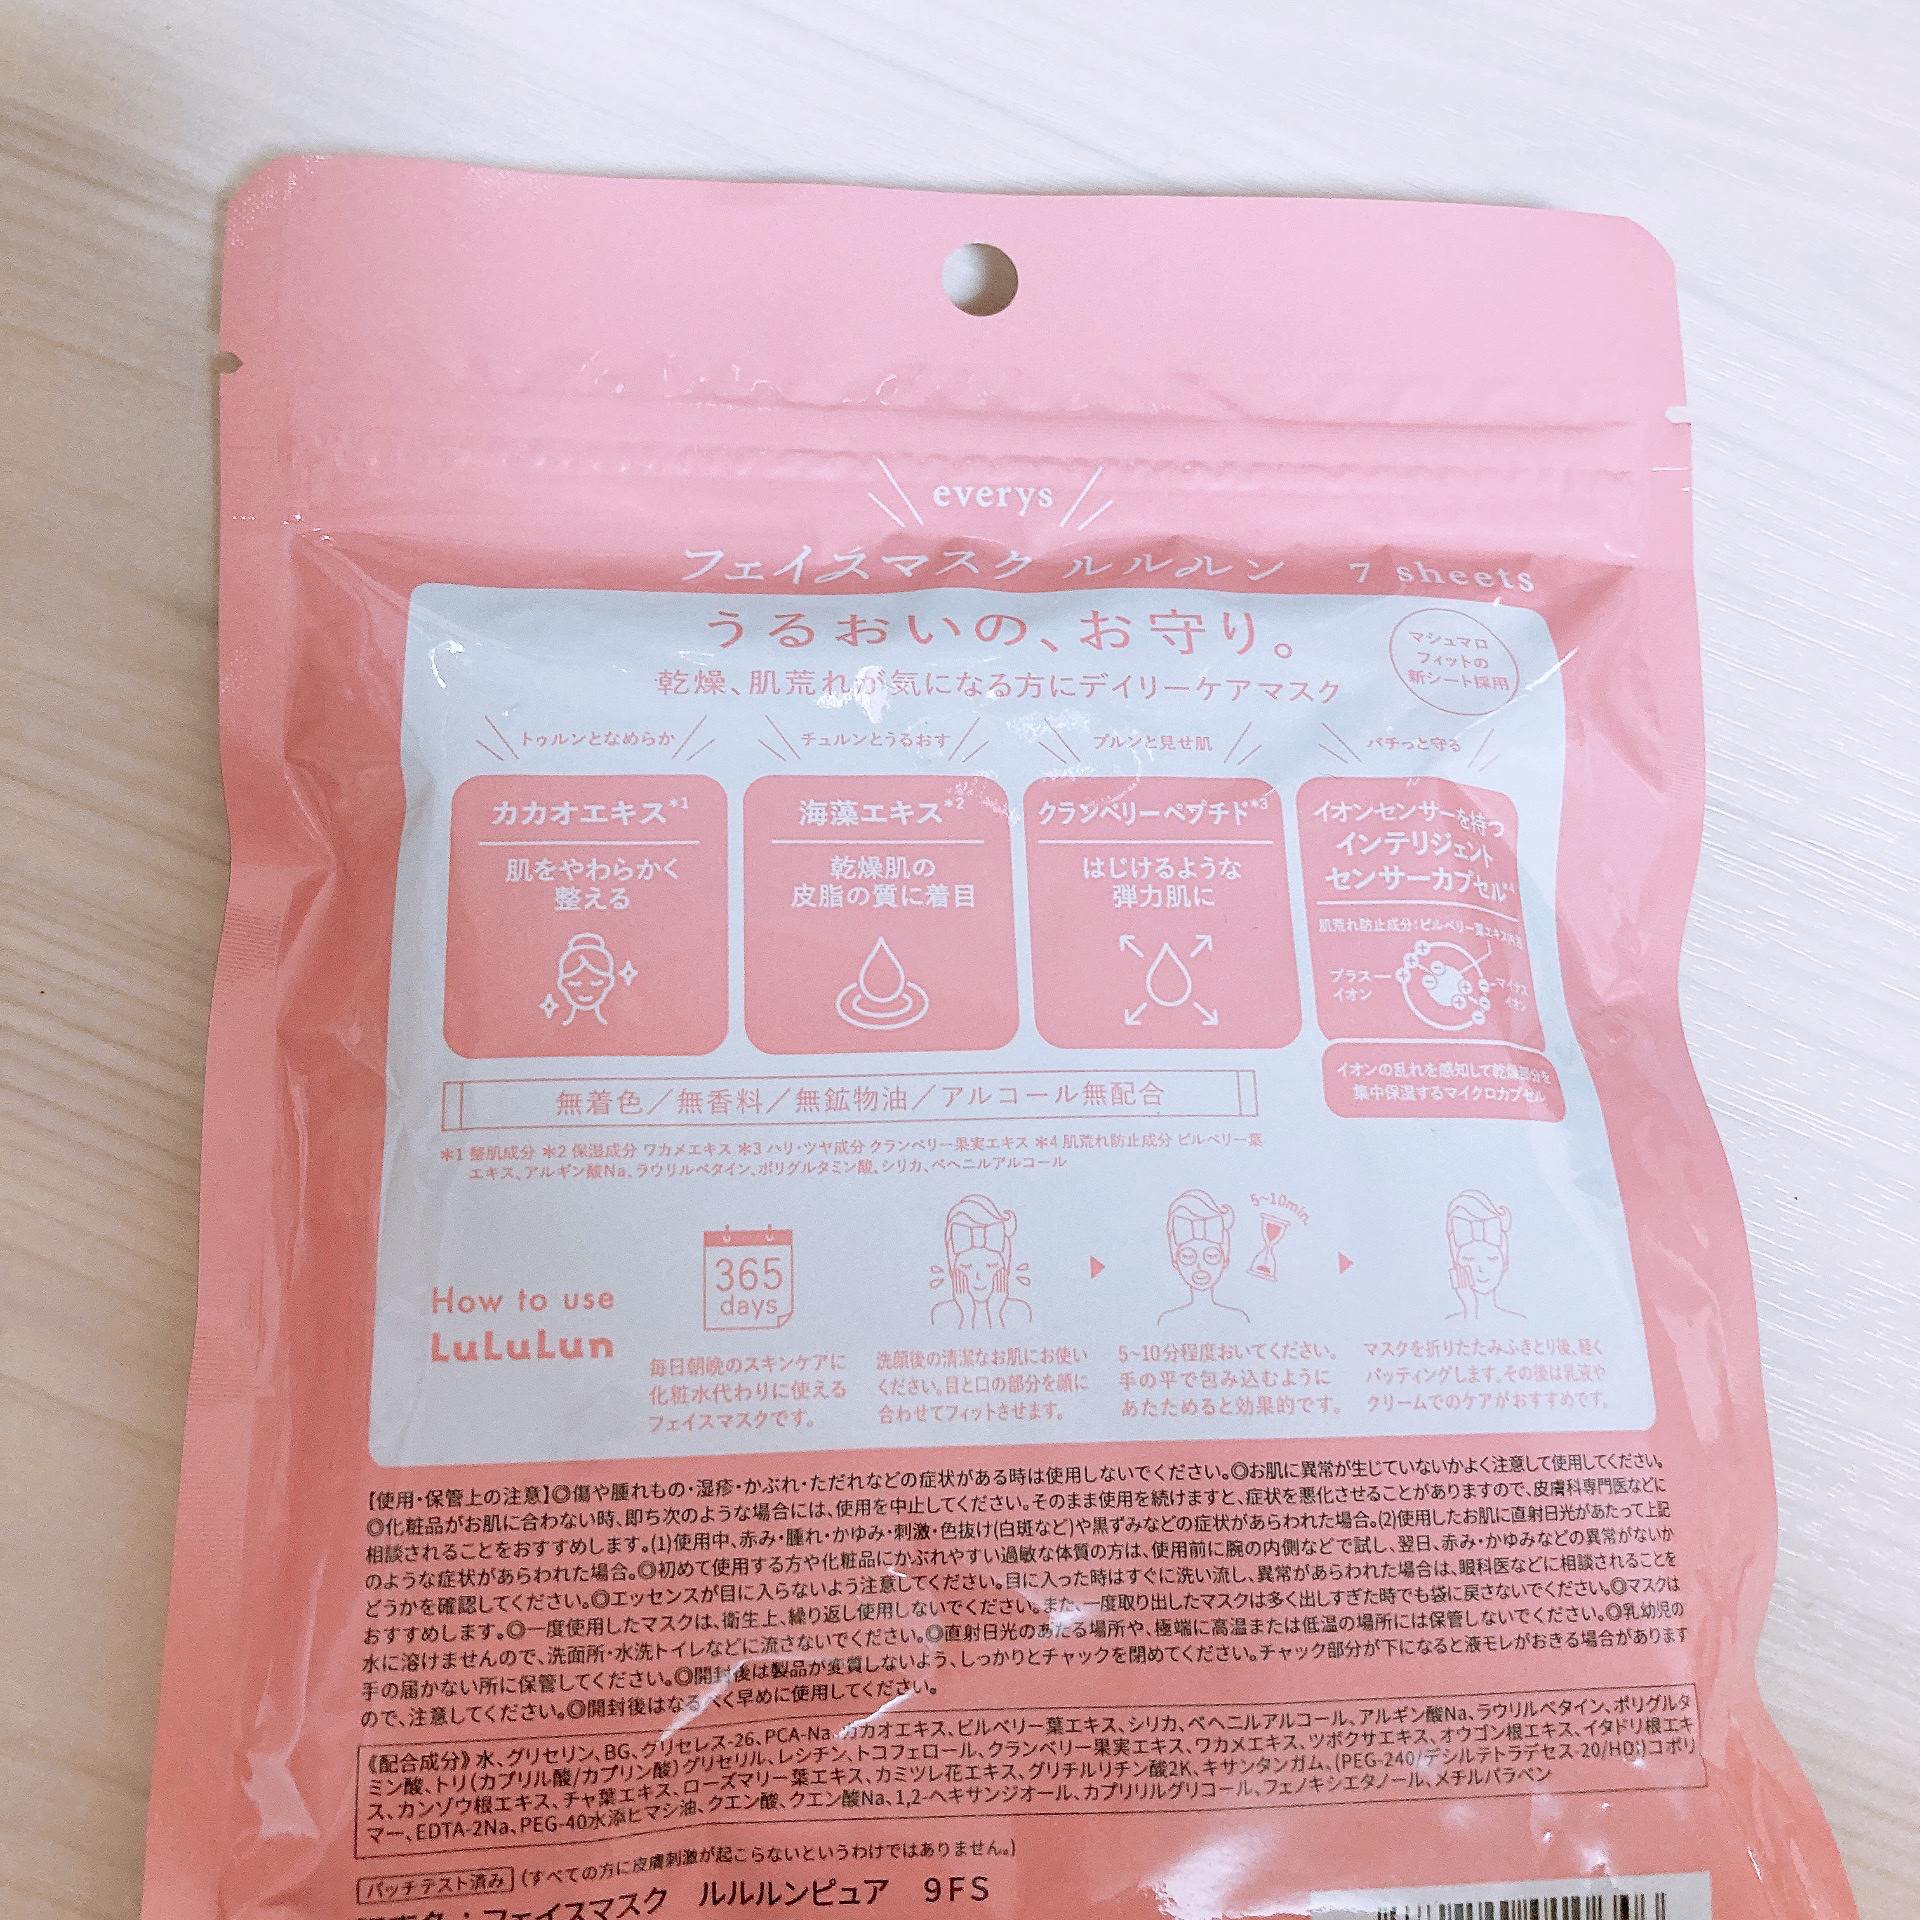 everys
フェイスマスク ルルルン 7 sheets
うるおいの、お守り。
乾燥、肌荒れが気になる方にデイリーケアマスク
マシュマロ
フィットの
新シート採用
トゥルンとなめらか
カカオエキス*1
肌をやわらかく
整える
チュルンとうるおす
海藻エキス*2
乾燥肌の
皮脂の質に着目
プルンと見せ肌
クランベリーペプチド*3
はじけるような
弾力肌に
バチっと守る
イオンセンサーを持つ
インテリジェント
センサーカプセル*4
肌荒れ防止成分:ビルベリー葉エキス内包
プラス
イオン
マイナス
イオン
イオンの乱れを感知して乾燥部分を
集中保湿するマイクロカプセル
無着色/無香料/無鉱物油/アルコール無配合
*1 整肌成分 *2 保湿成分 ワカメエキス *3 ハリ・ツヤ成分 クランベリー果実エキス *4 肌荒れ防止成分 ビルベリー葉
エキス、アルギン酸Na、ラウリルベタイン、ポリグルタミン酸、シリカ、ベヘニルアルコール
How to use
LuLuLun
365
days
毎日朝晩のスキンケアに
化粧水代わりに使える
フェイスマスクです。
洗顔後の清潔なお肌にお使い
ください。目と口の部分を顔に
合わせてフィットさせます。
5~10min.
5~10分程度おいてください。
手の平で包み込むように
あたためると効果的です。
マスクを折りたたみふきとり後、軽く
パッティングします。その後は乳液や
クリームでのケアがおすすめです。
【使用・保管上の注意】◎傷や腫れもの・湿疹・かぶれ・ただれなどの症状がある時は使用しないでください。◎お肌に異常が生じていないかよく注意して使用してください。
◎化粧品がお肌に合わない時、即ち次のような場合には、使用を中止してください。そのまま使用を続けますと、症状を悪化させることがありますので、皮膚科専門医などに
相談されることをおすすめします。(1)使用中、赤み・腫れ・かゆみ・刺激・色抜け(白斑など)や黒ずみなどの症状があらわれた場合。(2)使用したお肌に直射日光があたって上記
のような症状があらわれた場合。◎初めて使用する方や化粧品にかぶれやすい過敏な体質の方は、使用前に腕の内側などで試し、翌日、赤み・かゆみなどの異常がないか
どうかを確認してください。◎エッセンスが目に入らないよう注意してください。目に入った時はすぐに洗い流し、異常があらわれた場合は、眼科医などに相談されることを
おすすめします。◎一度使用したマスクは、衛生上、繰り返し使用しないでください。また、一度取り出したマスクは多く出しすぎた時でも袋に戻さないでください。◎マスクは
水に溶けませんので、洗面所・水洗トイレなどに流さないでください。◎直射日光のあたる場所や、極端に高温または低温の場所には保管しないでください。◎乳幼児の
手の届かない所に保管してください。◎開封後は製品が変質しないよう、しっかりとチャックを閉めてください。チャック部分が下になると液モレがおきる場合があります
ので、注意してください。◎開封後はなるべく早めに使用してください。
《配合成分》水、グリセリン、BG、グリセレス-26、PCA-Na、カカオエキス、ビルベリー葉エキス、シリカ、ベヘニルアルコール、アルギン酸Na、ラウリルベタイン、ポリグルタ
ミン酸、トリ(カプリル酸/カプリン酸)グリセリル、レシチン、トコフェロール、クランベリー果実エキス、ワカメエキス、ツボクサエキス、オウゴン根エキス、イタドリ根エキ
ス、カンゾウ根エキス、チャ葉エキス、ローズマリー葉エキス、カミツレ花エキス、グリチルリチン酸2K、キサンタンガム、(PEG-240/デシルテトラデセス-20/HDI)コポリ
マー、EDTA-2Na、PEG-40水添ヒマシ油、クエン酸、クエン酸Na、1,2-ヘキサンジオール、カプリリルグリコール、フェノキシエタノール、メチルパラベン
パッチテスト済み (すべての方に皮膚刺激が起こらないというわけではありません。)
フェイスマスク ルルルンピュア 9FS